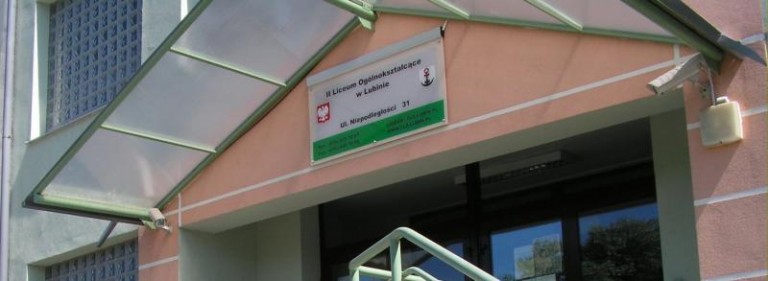 II Liceum Ogólnokształcące
w Lubinie
Ul. Niepodległości 31